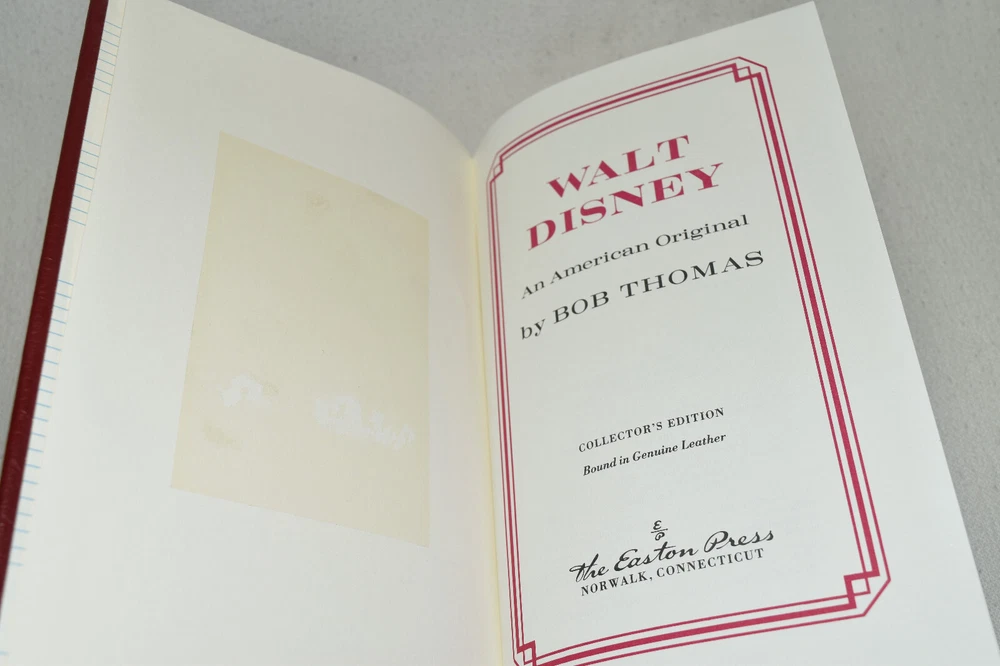 WALT
DISNEY
An American Original
by BOB THOMAS
COLLECTOR'S EDITION
Bound in Genuine Leather
EP
the Easton Press
NORWALK, CONNECTICUT